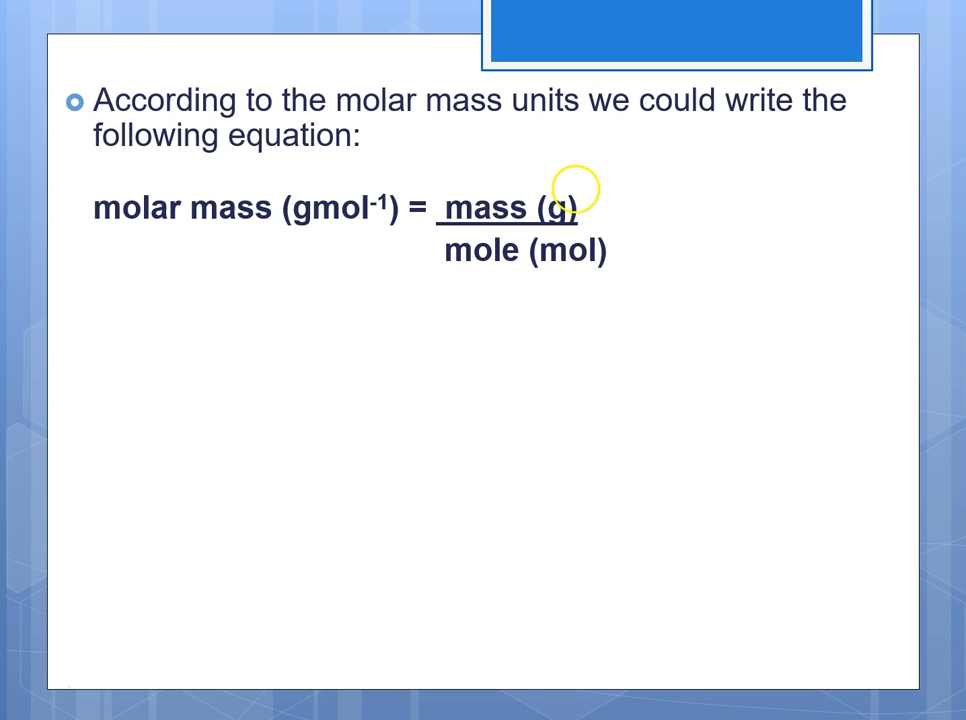 According to the molar mass units we could write the
following equation:
molar mass (gmol⁻¹) = mass (g)
mole (mol)